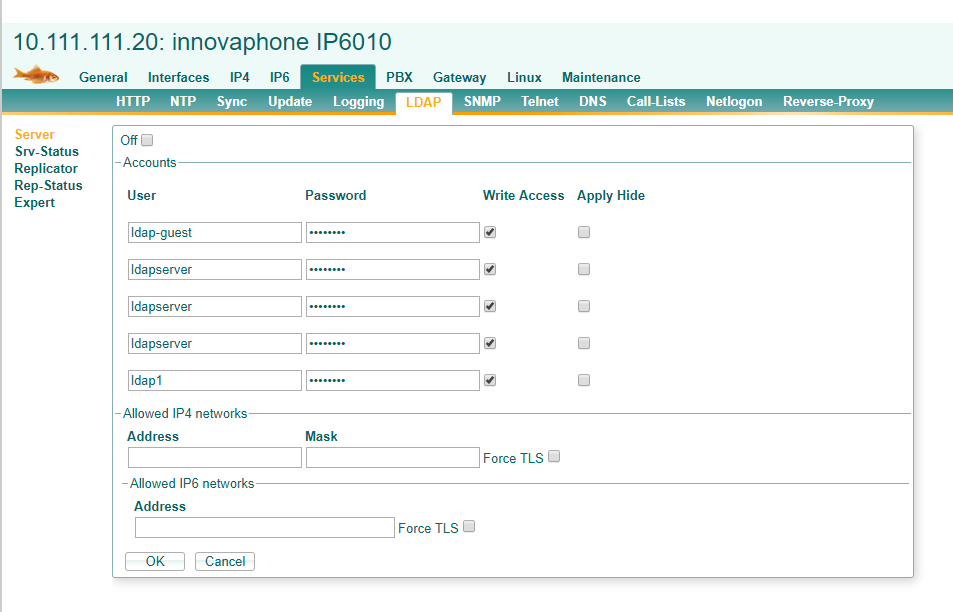 10.111.111.20: innovaphone IP6010
General Interfaces IP4 IP6 Services PBX Gateway Linux Maintenance
HTTP NTP Sync Update Logging LDAP SNMP Telnet DNS Call-Lists Netlogon Reverse-Proxy
Server
Srv-Status
Replicator
Rep-Status
Expert
Off
Accounts
User Password Write Access Apply Hide
ldap-guest ••••••••
ldapserver ••••••••
ldapserver ••••••••
ldapserver ••••••••
ldap1 ••••••••
Allowed IP4 networks
Address Mask
Force TLS
Allowed IP6 networks
Address
Force TLS
OK Cancel